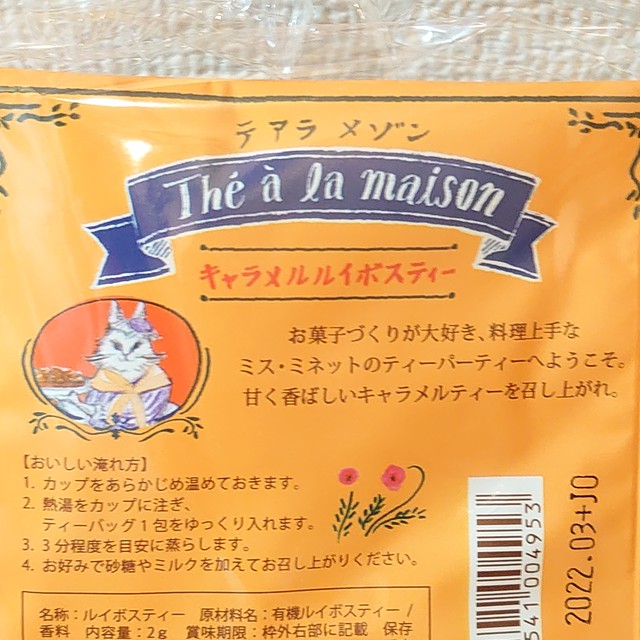 テアラ メゾン
Thé à la maison
キャラメルルイボスティー
お菓子づくりが大好き、料理上手な
ミス・ミネットのティーパーティーへようこそ。
甘く香ばしいキャラメルティーを召し上がれ。
【おいしい淹れ方】
1. カップをあらかじめ温めておきます。
2. 熱湯をカップに注ぎ、
ティーバッグ1包をゆっくり入れます。
3. 3分程度を目安に蒸らします。
4. お好みで砂糖やミルクを加えてお召し上がりください。
名称：ルイボスティー 原材料名：有機ルイボスティー/
香料 内容量：2g 賞味期限：枠外右部に記載 保存
541004953
2022.03+JO